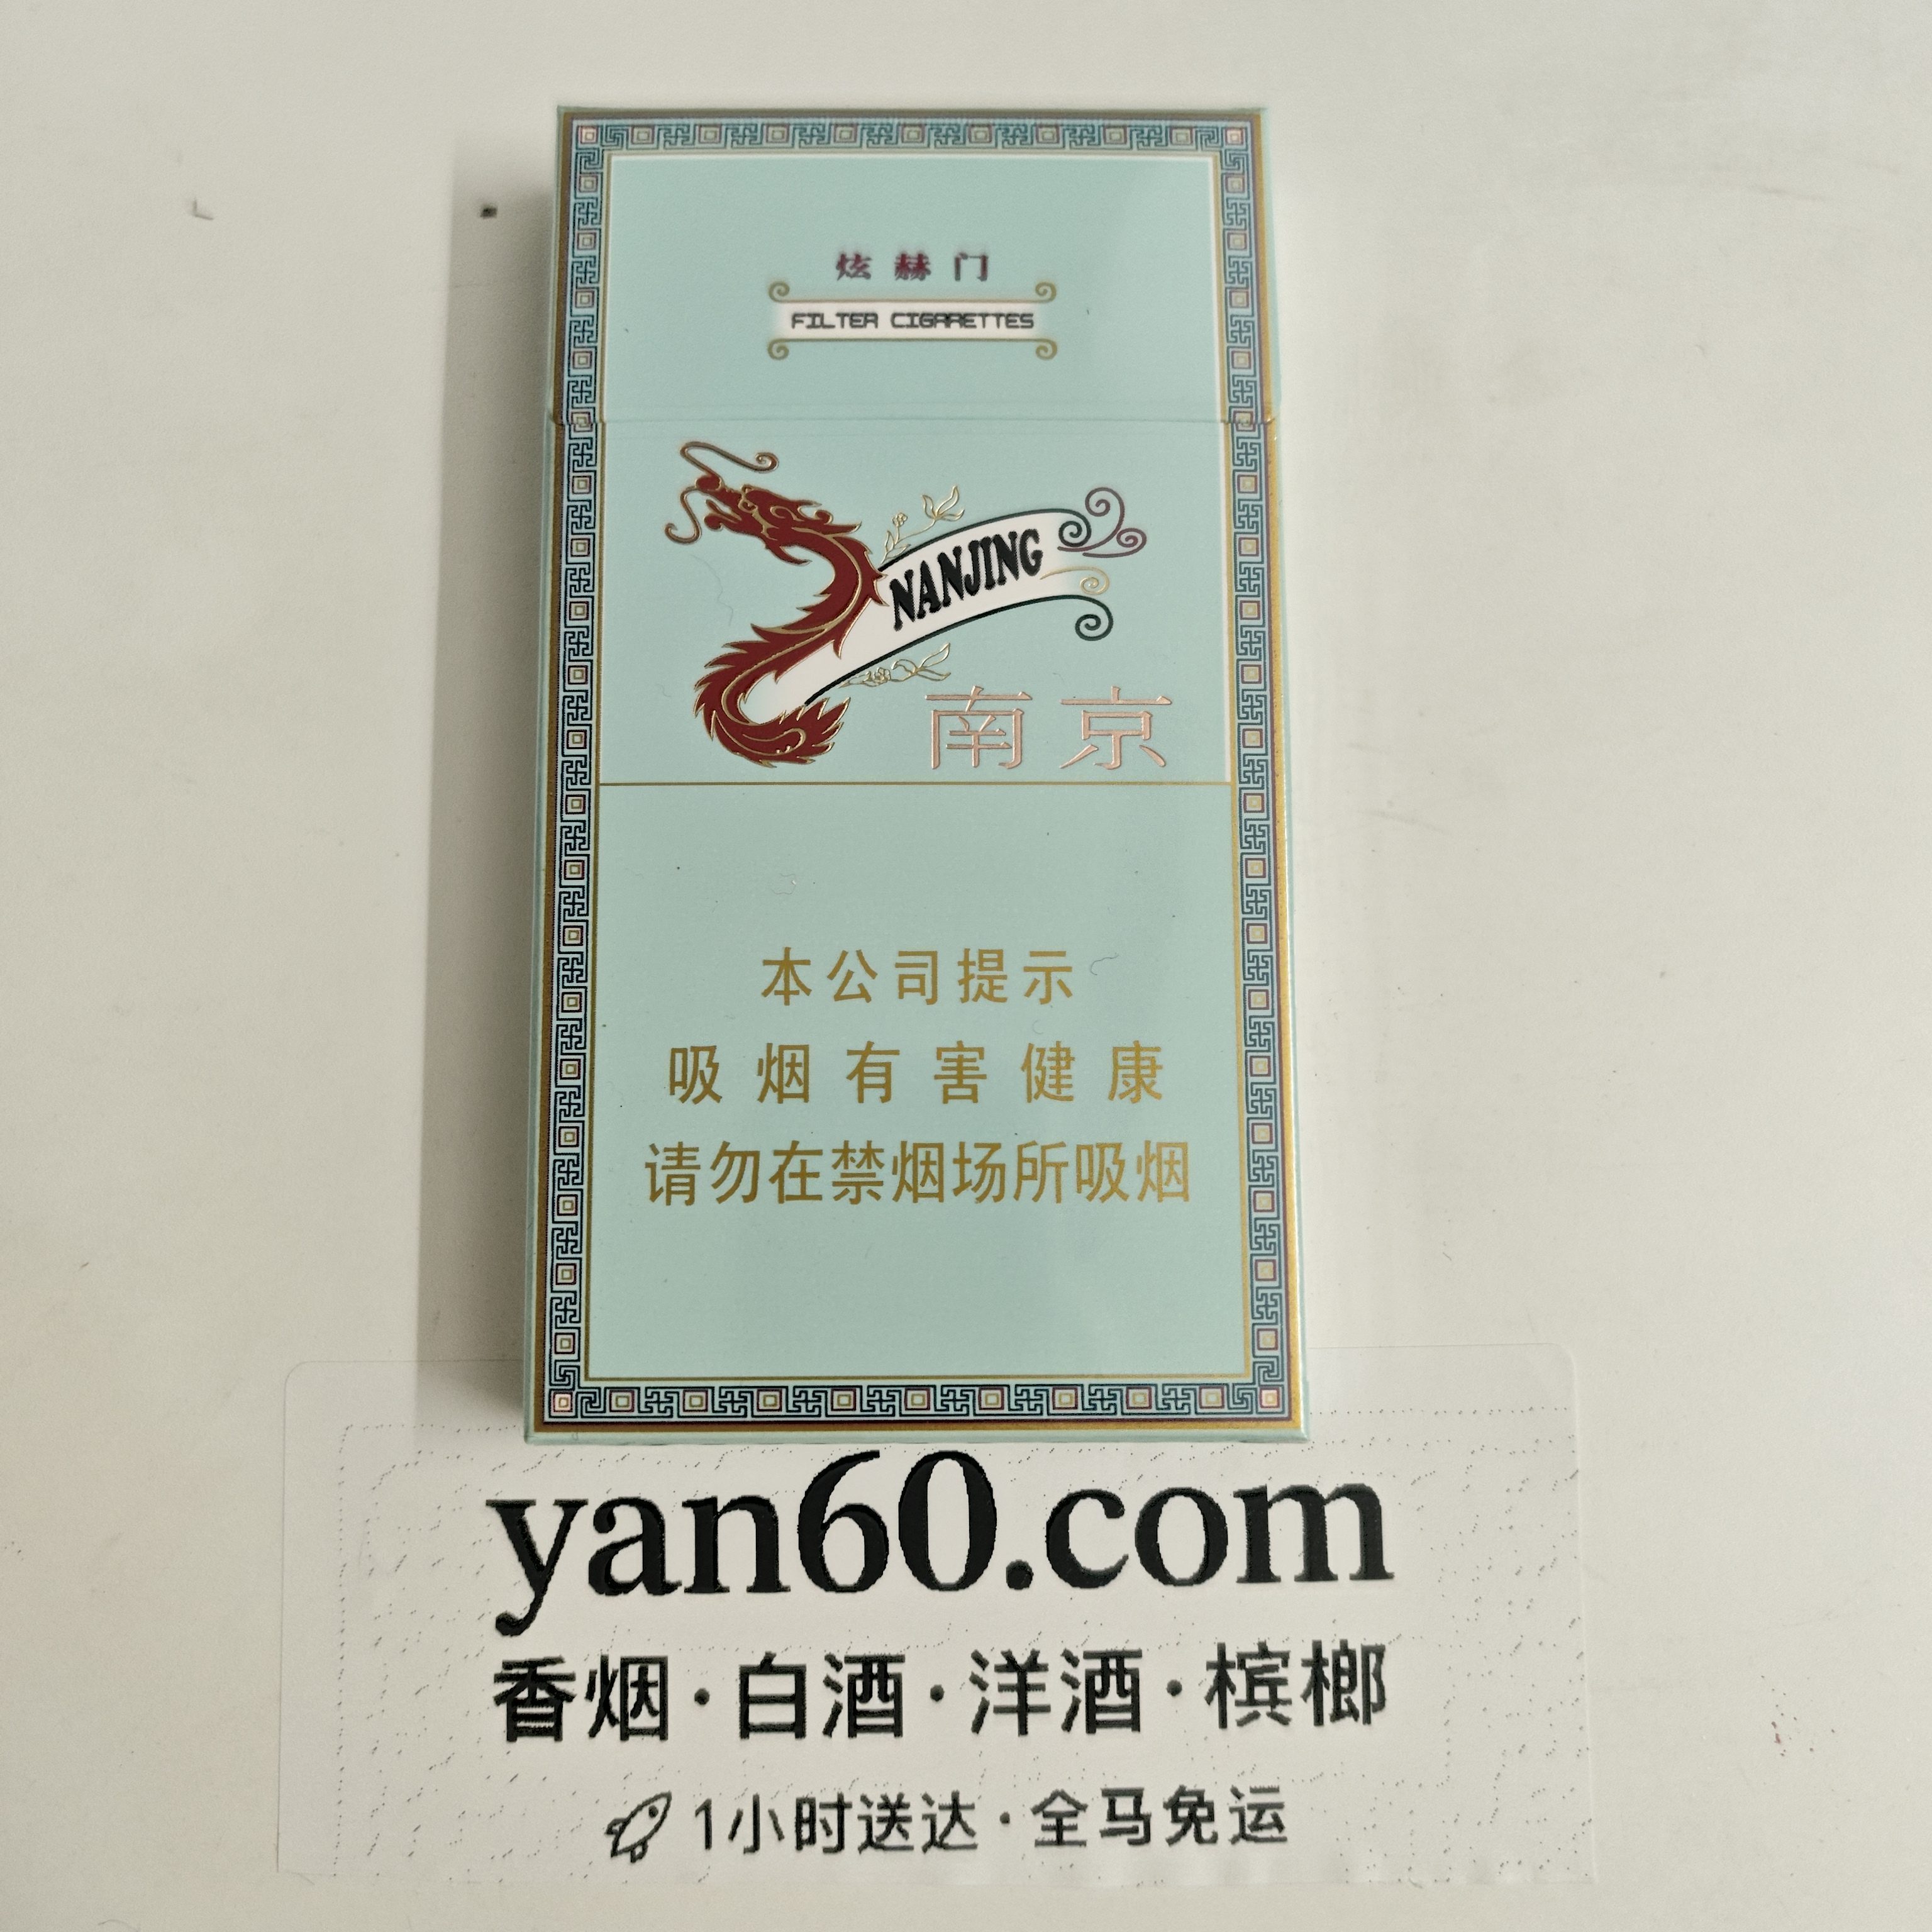 炫赫门
FILTER CIGARETTES
NANJING
南京
本公司提示
吸烟有害健康
请勿在禁烟场所吸烟
yan60.com
香烟·白酒·洋酒·槟榔
1小时送达·全马免运